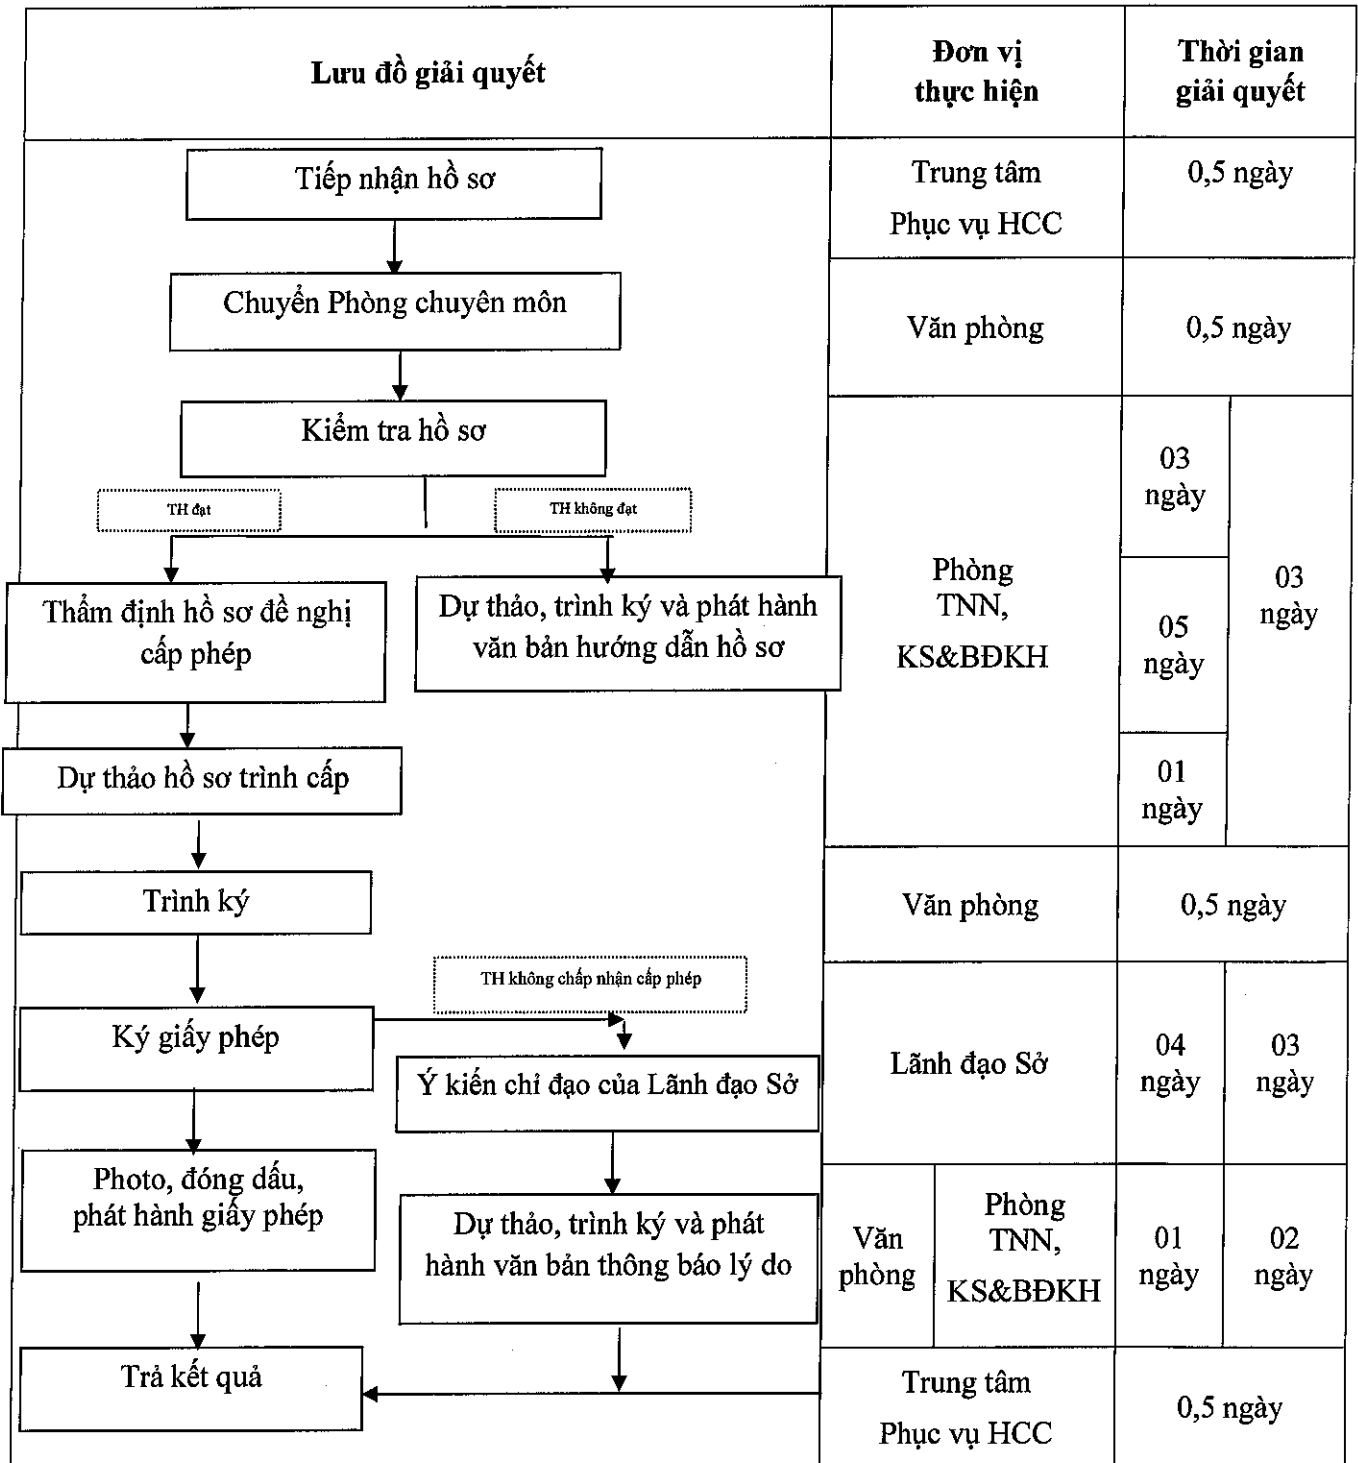 Lưu đồ giải quyết
Đơn vị
thực hiện
Thời gian
giải quyết
Tiếp nhận hồ sơ
Trung tâm
Phục vụ HCC
0,5 ngày
Chuyển Phòng chuyên môn
Văn phòng
0,5 ngày
Kiểm tra hồ sơ
TH đạt
TH không đạt
Thẩm định hồ sơ đề nghị
cấp phép
Dự thảo, trình ký và phát hành
văn bản hướng dẫn hồ sơ
Dự thảo hồ sơ trình cấp
Phòng
TNN,
KS&BĐKH
03
ngày
05
ngày
01
ngày
03
ngày
Trình ký
Văn phòng
0,5 ngày
TH không chấp nhận cấp phép
Ký giấy phép
Ý kiến chỉ đạo của Lãnh đạo Sở
Lãnh đạo Sở
04
ngày
03
ngày
Photo, đóng dấu,
phát hành giấy phép
Dự thảo, trình ký và phát
hành văn bản thông báo lý do
Văn
phòng
Phòng
TNN,
KS&BĐKH
01
ngày
02
ngày
Trả kết quả
Trung tâm
Phục vụ HCC
0,5 ngày